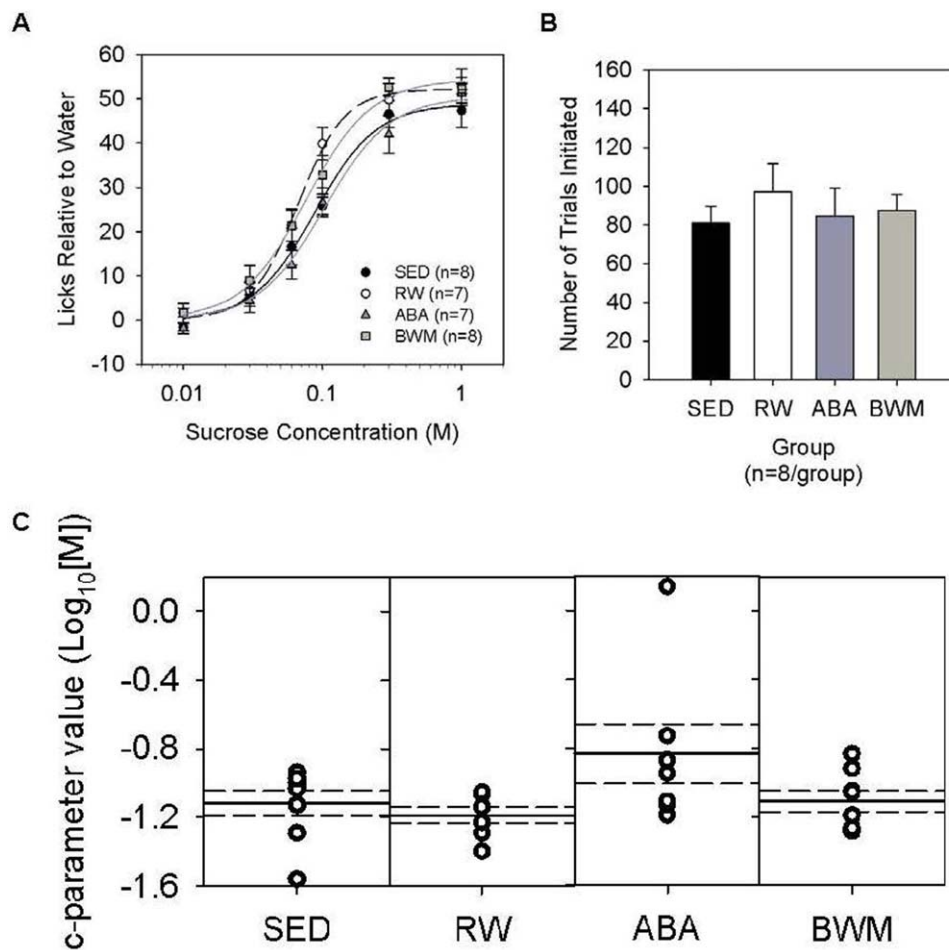 A
Licks Relative to Water
60
50
40
30
20
10
0
-10
0.01
0.1
1
Sucrose Concentration (M)
SED (n=8)
RW (n=7)
ABA (n=7)
BWM (n=8)
B
Number of Trials Initiated
160
140
120
100
80
60
40
20
0
SED RW ABA BWM
Group
(n=8/group)
C
c-parameter value (Log10[M])
0.0
-0.4
-0.8
-1.2
-1.6
SED RW ABA BWM